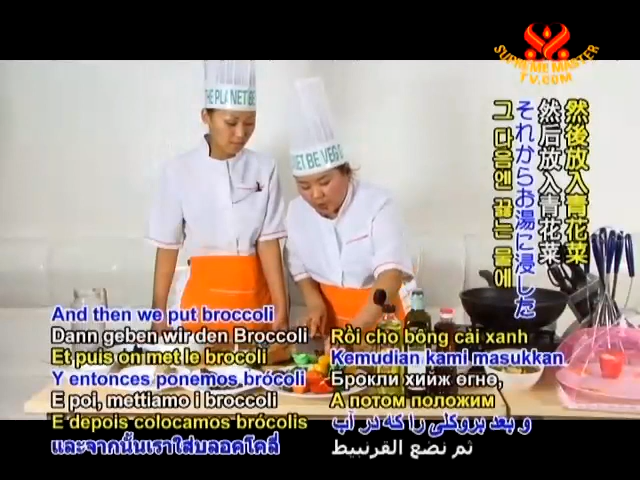 SUPREME MASTER
TV.COM
THE PLANET BE
NET BE VEG
然後放入青花菜
然后放入青花菜
それからお湯に浸した
그 다음엔 끓는 물에
And then we put broccoli
Dann geben wir den Broccoli
Et puis on met le brocoli
Y entonces ponemos brócoli
E poi, mettiamo i broccoli
E depois colocamos brócolis
และจากนั้นเราใส่บลอคโคลี่
Rồi cho bông cải xanh
Kemudian kami masukkan
Брокли хийж өгнө,
А потом положим
و بعد بروکلی را که در آب
ثم نضع القرنبيط